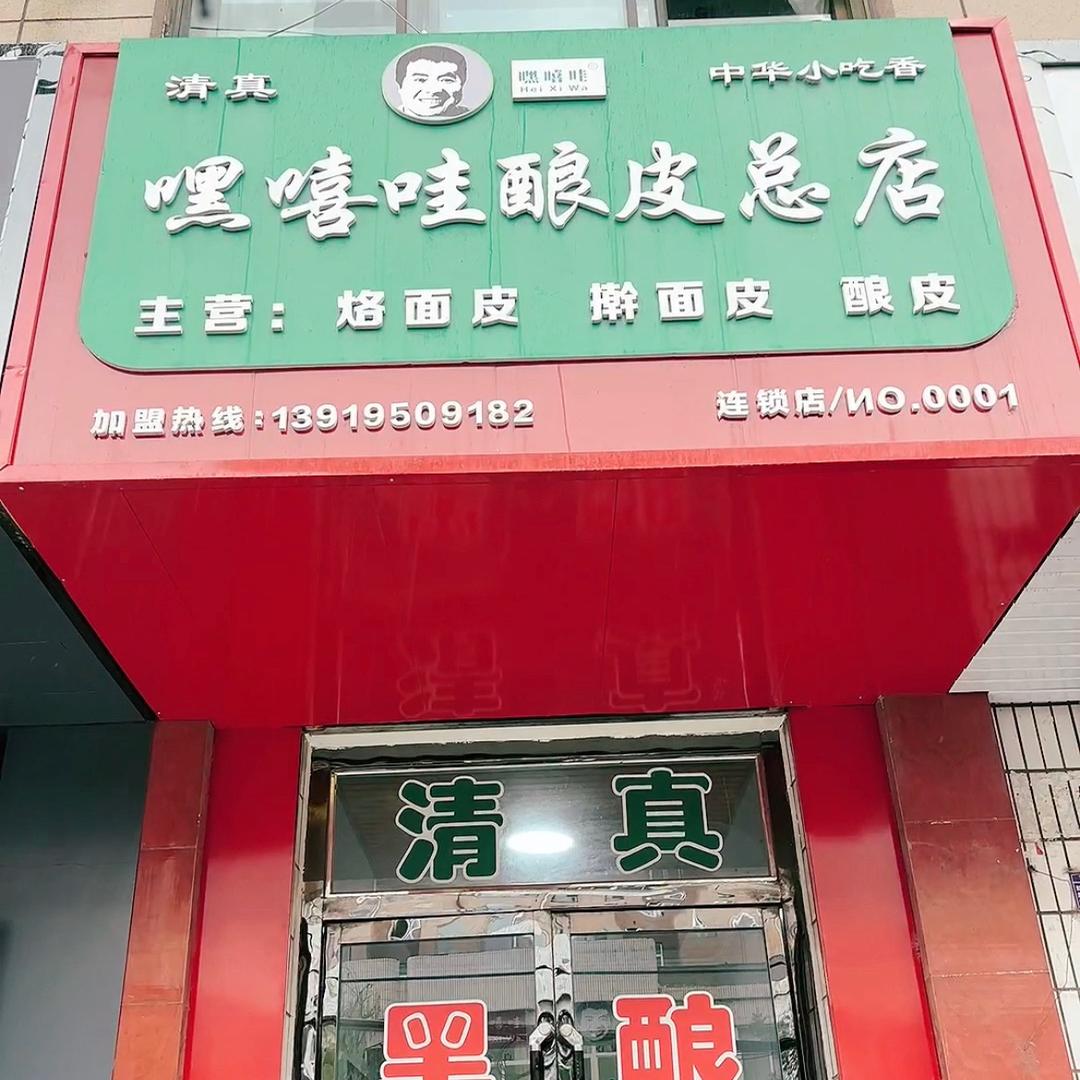 清真
嘿嘻哇®
Hei Xi Wa
中华小吃香
嘿嘻哇酿皮总店
主营：烙面皮 擀面皮 酿皮
加盟热线:13919509182
连锁店/NO.0001
清真
黑 酿